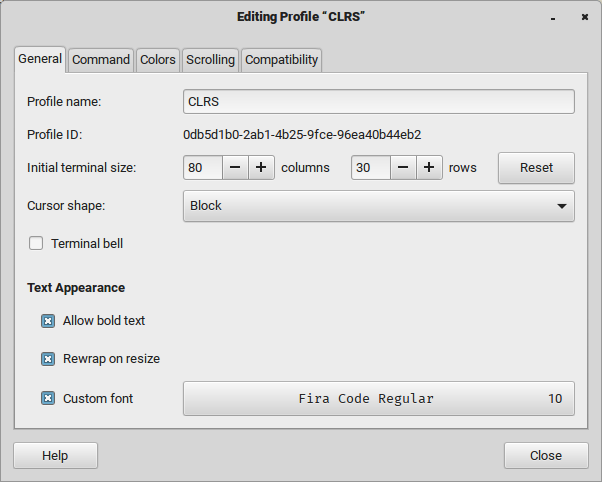 Editing Profile “CLRS”
General Command Colors Scrolling Compatibility
Profile name: CLRS
Profile ID: 0db5d1b0-2ab1-4b25-9fce-96ea40b44eb2
Initial terminal size: 80 columns 30 rows Reset
Cursor shape: Block
Terminal bell
Text Appearance
Allow bold text
Rewrap on resize
Custom font Fira Code Regular 10
Help Close